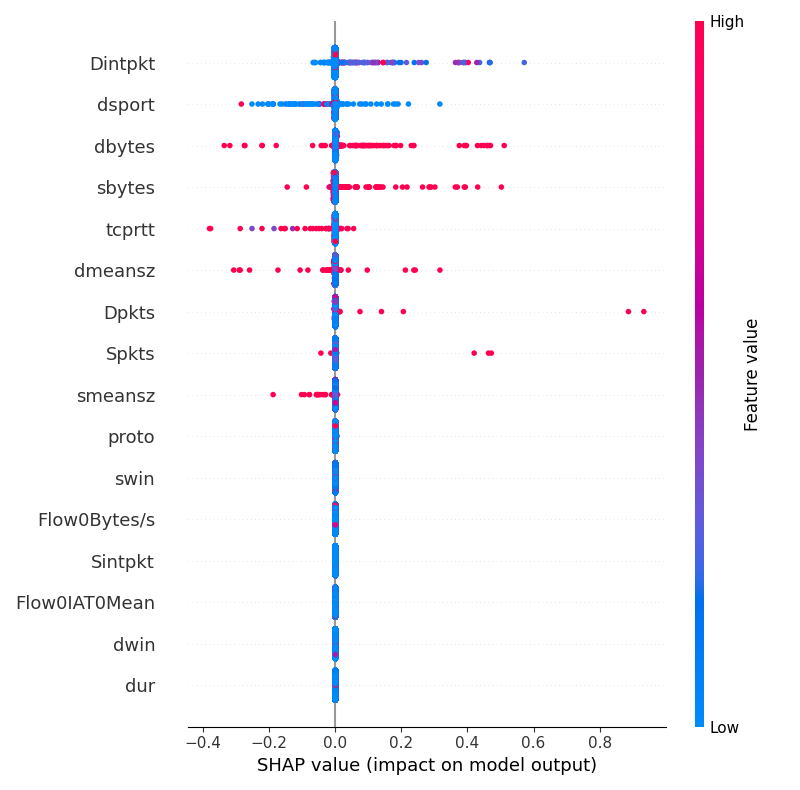 High
Dintpkt
dsport
dbytes
sbytes
tcprtt
dmeansz
Dpkts
Spkts
smeansz
proto
swin
Flow0Bytes/s
Sintpkt
Flow0IAT0Mean
dwin
dur
Feature value
Low
−0.4 −0.2 0.0 0.2 0.4 0.6 0.8
SHAP value (impact on model output)